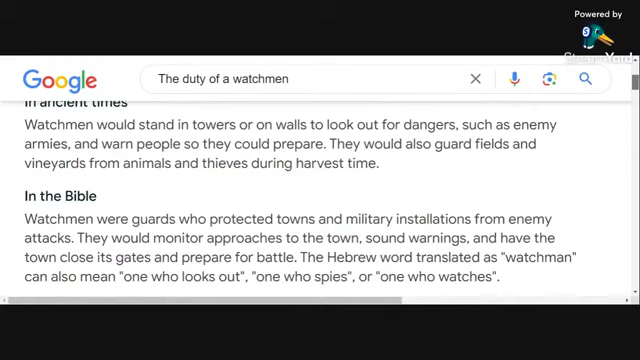 Powered by
StreamYard
Google
The duty of a watchmen
In ancient times
Watchmen would stand in towers or on walls to look out for dangers, such as enemy
armies, and warn people so they could prepare. They would also guard fields and
vineyards from animals and thieves during harvest time.
In the Bible
Watchmen were guards who protected towns and military installations from enemy
attacks. They would monitor approaches to the town, sound warnings, and have the
town close its gates and prepare for battle. The Hebrew word translated as "watchman"
can also mean "one who looks out", "one who spies", or "one who watches".